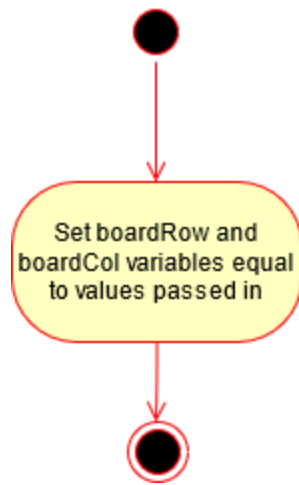 Set boardRow and
boardCol variables equal
to values passed in